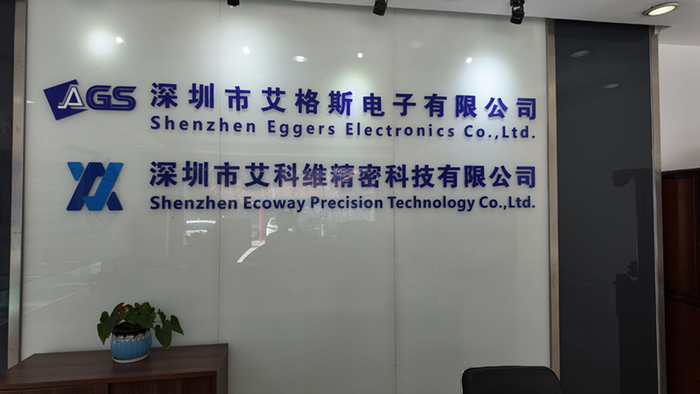 AGS 深圳市艾格斯电子有限公司
Shenzhen Eggers Electronics Co.,Ltd.
深圳市艾科维精密科技有限公司
Shenzhen Ecoway Precision Technology Co.,Ltd.